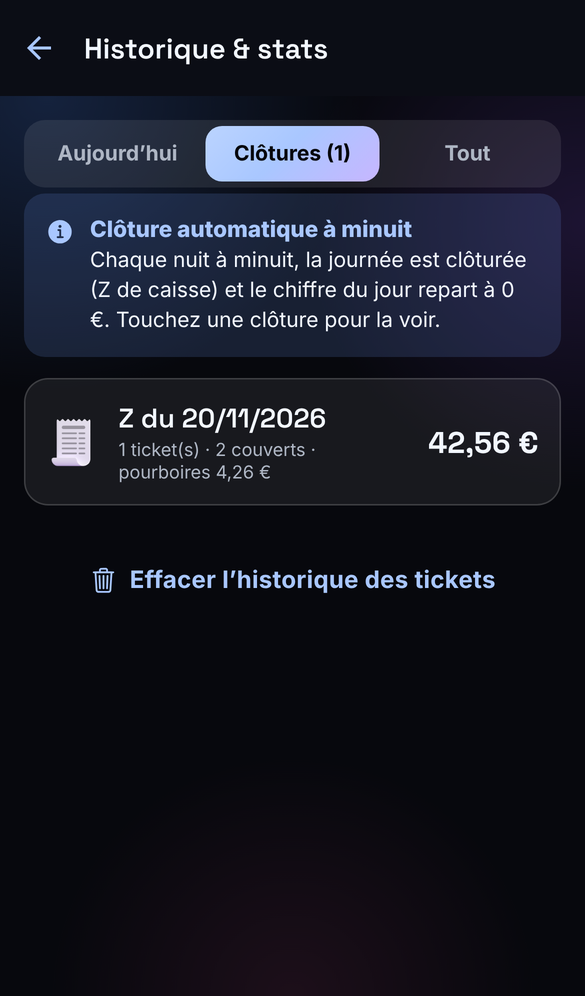 Historique & stats
Aujourd’hui
Clôtures (1)
Tout
Clôture automatique à minuit
Chaque nuit à minuit, la journée est clôturée
(Z de caisse) et le chiffre du jour repart à 0
€. Touchez une clôture pour la voir.
Z du 20/11/2026
1 ticket(s) · 2 couverts ·
pourboires 4,26 €
42,56 €
Effacer l’historique des tickets